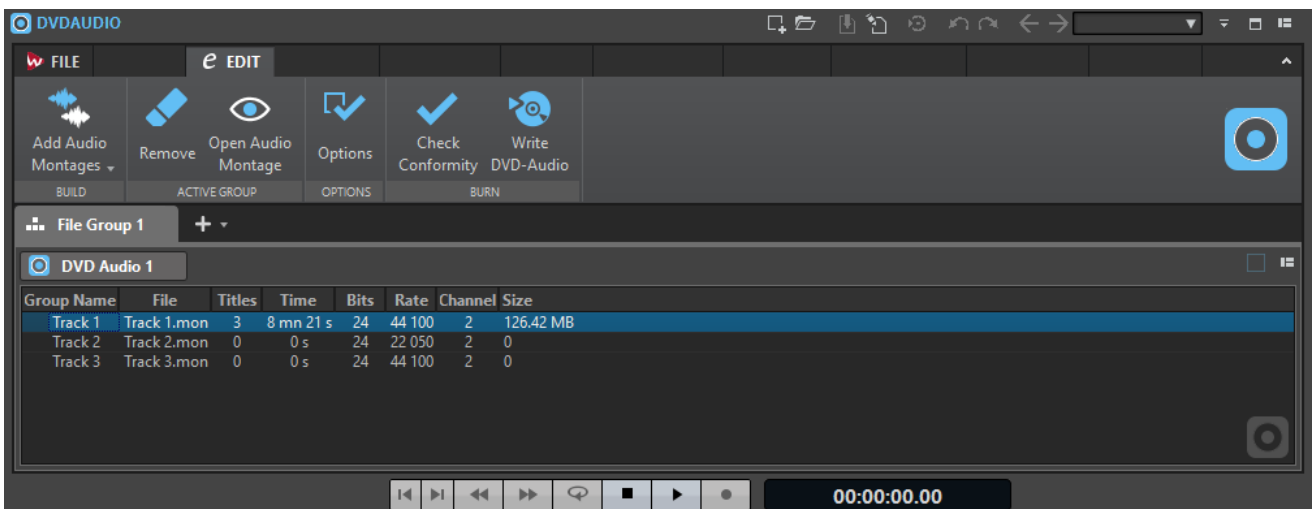 DVDAUDIO
FILE EDIT
Add Audio Montages Remove Open Audio Montage Options Check Conformity Write DVD-Audio
BUILD ACTIVE GROUP OPTIONS BURN
File Group 1
DVD Audio 1
Group Name File Titles Time Bits Rate Channel Size
Track 1 Track 1.mon 3 8 mn 21 s 24 44 100 2 126.42 MB
Track 2 Track 2.mon 0 0 s 24 22 050 2 0
Track 3 Track 3.mon 0 0 s 24 44 100 2 0
00:00:00.00